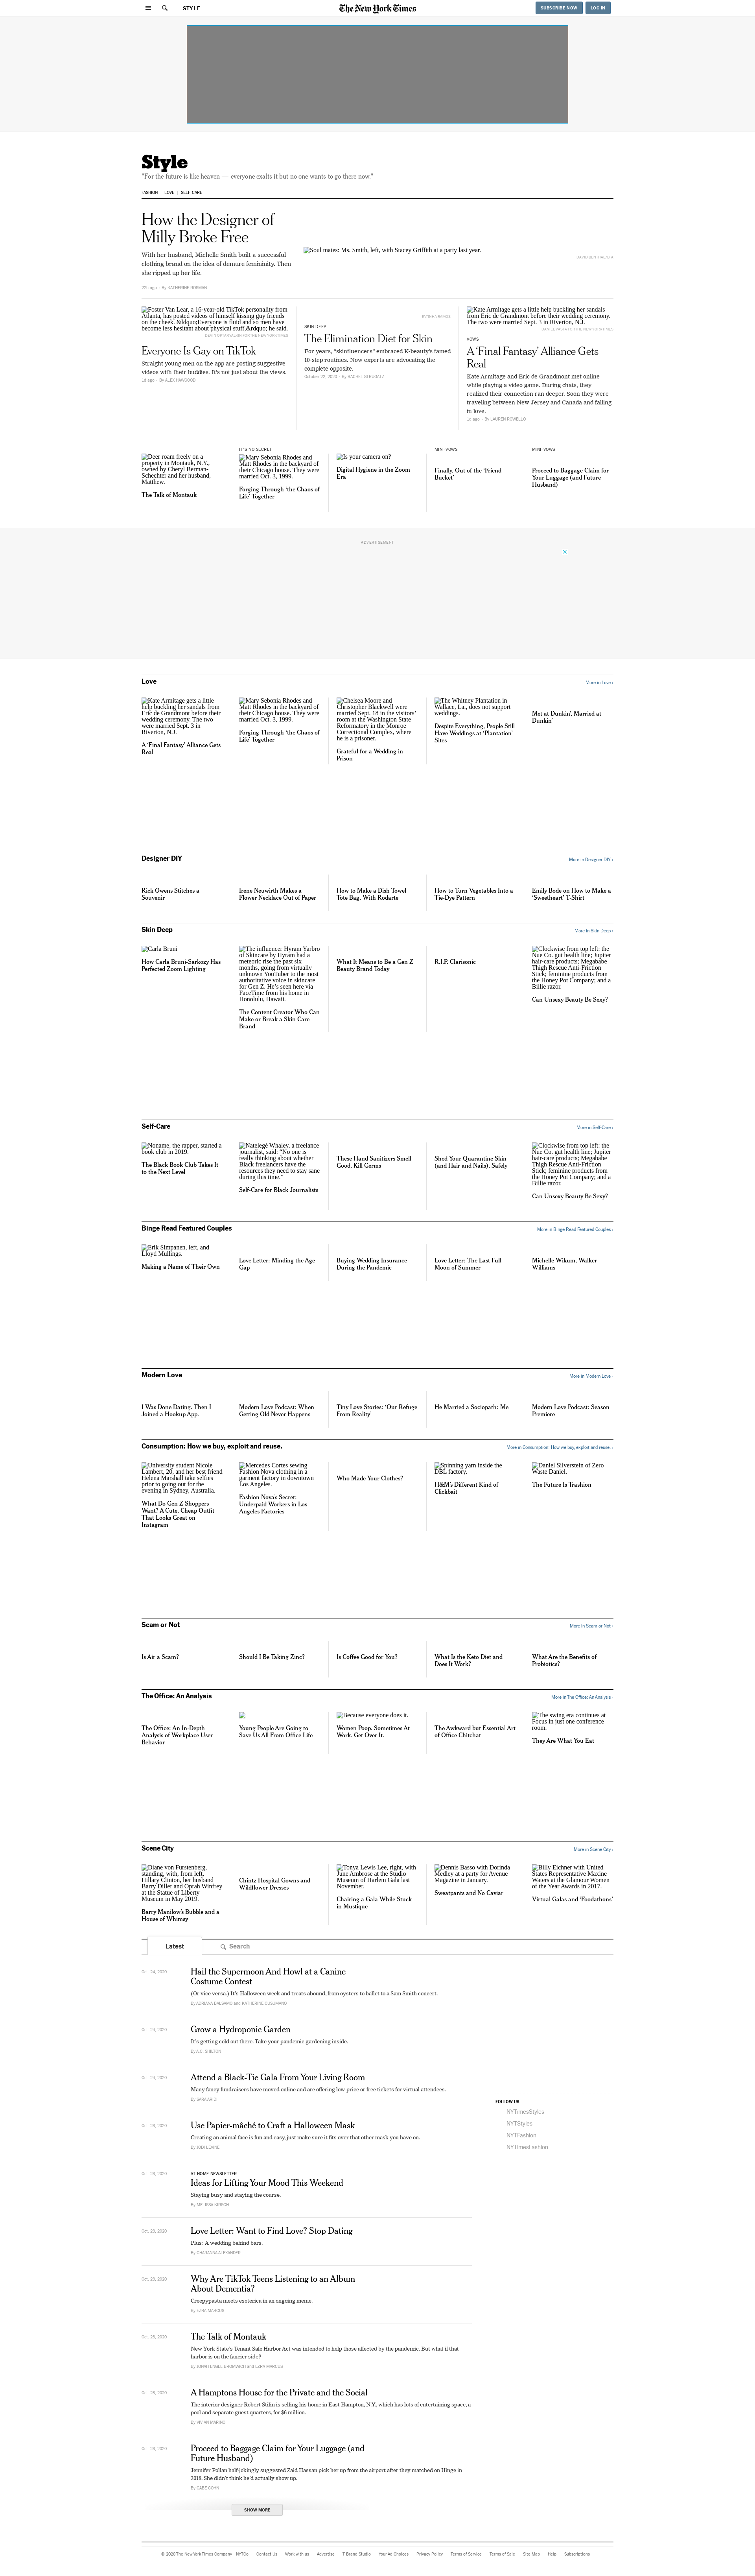 STYLE
The New York Times
SUBSCRIBE NOW
LOG IN
Style
"For the future is like heaven — everyone exalts it but no one wants to go there now."
FASHION
LOVE
SELF-CARE
How the Designer of
Milly Broke Free
With her husband, Michelle Smith built a successful
clothing brand on the idea of demure femininity. Then
she ripped up her life.
22h ago – By KATHERINE ROSMAN
Soul mates: Ms. Smith, left, with Stacey Griffith at a party last year.
Foster Van Lear, a 16-year-old TikTok personality from
Atlanta, has posted videos of himself kissing guy friends
on the cheek. &ldquo;Everyone is fluid and so men have
become less hesitant about physical stuff,&rdquo; he said.
Everyone Is Gay on TikTok
Straight young men on the app are posting suggestive
videos with their buddies. It's not just about the views.
1d ago – By ALEX HAWGOOD
SKIN DEEP
The Elimination Diet for Skin
For years, "skinfluencers" embraced K-beauty's famed
10-step routines. Now experts are advocating the
complete opposite.
October 23, 2020 – By RACHEL STRUGATZ
Kate Armitage gets a little help buckling her sandals
from Eric de Grandmont before their wedding ceremony.
The two were married Sept. 3 in Riverton, N.J.
VOWS
A 'Final Fantasy' Alliance Gets
Real
Kate Armitage and Eric de Grandmont met online
while playing a video game. During chats, they
realized their connection ran deeper. Soon they were
traveling between New Jersey and Canada and falling
in love.
1d ago – By LAUREN ROWELLO
Deer roam freely on a
property in Montauk, N.Y.,
owned by Cheryl Berman-
Schechter and her husband,
Matthew.
The Talk of Montauk
IT'S NO SECRET
Mary Sebonia Rhodes and
Matt Rhodes in the backyard of
their Chicago house. They were
married Oct. 3, 1999.
Forging Through 'the Chaos of
Life' Together
Is your camera on?
Digital Hygiene in the Zoom
Era
MINI-VOWS
Finally, Out of the 'Friend
Bucket'
MINI-VOWS
Proceed to Baggage Claim for
Your Luggage (and Future
Husband)
ADVERTISEMENT
Love
More in Love ›
Kate Armitage gets a little
help buckling her sandals from
Eric de Grandmont before their
wedding ceremony. The two
were married Sept. 3 in
Riverton, N.J.
A 'Final Fantasy' Alliance Gets
Real
Mary Sebonia Rhodes and
Matt Rhodes in the backyard of
their Chicago house. They were
married Oct. 3, 1999.
Forging Through 'the Chaos of
Life' Together
Chelsea Moore and
Christopher Blackwell were
married Sept. 18 in the visitors'
room at the Washington State
Reformatory in the Monroe
Correctional Complex, where
he is a prisoner.
Grateful for a Wedding in
Prison
The Whitney Plantation in
Wallace, La., does not support
weddings.
Despite Everything, People Still
Have Weddings at 'Plantation'
Sites
Met at Dunkin', Married at
Dunkin'
Designer DIY
More in Designer DIY ›
Rick Owens Stitches a
Souvenir
Irene Neuwirth Makes a
Flower Necklace Out of Paper
How to Make a Dish Towel
Tote Bag, With Rodarte
How to Turn Vegetables Into a
Tie-Dye Pattern
Emily Bode on How to Make a
'Sweetheart' T-Shirt
Skin Deep
More in Skin Deep ›
Carla Bruni
How Carla Bruni-Sarkozy Has
Perfected Zoom Lighting
The influencer Hyram Yarbro
of Skincare by Hyram had a
meteoric rise the past six
months, going from virtually
unknown YouTuber to the most
authoritative voice in skincare
for Gen Z. He's seen here via
FaceTime from his home in
Honolulu, Hawaii.
The Content Creator Who Can
Make or Break a Skin Care
Brand
What It Means to Be a Gen Z
Beauty Brand Today
R.I.P. Clarisonic
Clockwise from top left: the
Nue Co. gut health line; Jupiter
hair-care products; Megababe
Thigh Rescue Anti-Friction
Stick; feminine products from
the Honey Pot Company; and a
Billie razor.
Can Unsexy Beauty Be Sexy?
Self-Care
More in Self-Care ›
Noname, the rapper, started a
book club in 2019.
The Black Book Club Takes It
to the Next Level
Natelegé Whaley, a freelance
journalist, said: "No one is
really thinking about whether
Black freelancers have the
resources they need to stay sane
during this time."
Self-Care for Black Journalists
These Hand Sanitizers Smell
Good, Kill Germs
Shed Your Quarantine Skin
(and Hair and Nails), Safely
Clockwise from top left: the
Nue Co. gut health line; Jupiter
hair-care products; Megababe
Thigh Rescue Anti-Friction
Stick; feminine products from
the Honey Pot Company; and a
Billie razor.
Can Unsexy Beauty Be Sexy?
Binge Read Featured Couples
More in Binge Read Featured Couples ›
Erik Simpanen, left, and
Lloyd Mullings.
Making a Name of Their Own
Love Letter: Minding the Age
Gap
Buying Wedding Insurance
During the Pandemic
Love Letter: The Last Full
Moon of Summer
Michelle Wikum, Walker
Williams
Modern Love
More in Modern Love ›
I Was Done Dating. Then I
Joined a Hookup App.
Modern Love Podcast: When
Getting Old Never Happens
Tiny Love Stories: 'Our Refuge
From Reality'
He Married a Sociopath: Me
Modern Love Podcast: Season
Premiere
Consumption: How we buy, exploit and reuse.
More in Consumption: How we buy, exploit and reuse. ›
University student Nicole
Lambert, 20, and her best friend
Helena Marshall take selfies
prior to going out for the
evening in Sydney, Australia.
What Do Gen Z Shoppers
Want? A Cute, Cheap Outfit
That Looks Great on
Instagram
Mercedes Cortes sewing
Fashion Nova clothing in a
garment factory in downtown
Los Angeles.
Fashion Nova's Secret:
Underpaid Workers in Los
Angeles Factories
Who Made Your Clothes?
Spinning yarn inside the
DBL factory.
H&M's Different Kind of
Clickbait
Daniel Silverstein of Zero
Waste Daniel.
The Future Is Trashion
Scam or Not
More in Scam or Not ›
Is Air a Scam?
Should I Be Taking Zinc?
Is Coffee Good for You?
What Is the Keto Diet and
Does It Work?
What Are the Benefits of
Probiotics?
The Office: An Analysis
More in The Office: An Analysis ›
The Office: An In-Depth
Analysis of Workplace User
Behavior
Young People Are Going to
Save Us All From Office Life
Because everyone does it.
Women Poop. Sometimes At
Work. Get Over It.
The Awkward but Essential Art
of Office Chitchat
The swing era continues at
Focus in just one conference
room.
They Are What You Eat
Scene City
More in Scene City ›
Diane von Furstenberg,
standing, with, from left,
Hillary Clinton, her husband
Barry Diller and Oprah Winfrey
at the Statue of Liberty
Museum in May 2019.
Barry Manilow's Bubble and a
House of Whimsy
Chintz Hospital Gowns and
Wildflower Dresses
Tonya Lewis Lee, right, with
June Ambrose at the Studio
Museum of Harlem Gala last
November.
Chairing a Gala While Stuck
in Mustique
Dennis Basso with Dorinda
Medley at a party for Avenue
Magazine in January.
Sweatpants and No Caviar
Billy Eichner with United
States Representative Maxine
Waters at the Glamour Women
of the Year Awards in 2017.
Virtual Galas and 'Foodathons'
Latest
Search
Oct. 24, 2020
Hail the Supermoon And Howl at a Canine
Costume Contest
(Or vice versa.) It's Halloween week and treats abound, from oysters to ballet to a Sam Smith concert.
By ADRIANA BALSAMO and KATHERINE CUSUMANO
Oct. 24, 2020
Grow a Hydroponic Garden
It's getting cold out there. Take your pandemic gardening inside.
By A.C. SHILTON
Oct. 24, 2020
Attend a Black-Tie Gala From Your Living Room
Many fancy fundraisers have moved online and are offering low-price or free tickets for virtual attendees.
By SARA ARIDI
Oct. 23, 2020
Use Papier-mâché to Craft a Halloween Mask
Creating an animal face is fun and easy, just make sure it fits over that other mask you have on.
By JODI LEVINE
Oct. 23, 2020
AT HOME NEWSLETTER
Ideas for Lifting Your Mood This Weekend
Staying busy and staying the course.
By MELISSA KIRSCH
Oct. 23, 2020
Love Letter: Want to Find Love? Stop Dating
Plus: A wedding behind bars.
By CHARANNA ALEXANDER
Oct. 23, 2020
Why Are TikTok Teens Listening to an Album
About Dementia?
Creepypasta meets esoterica in an ongoing meme.
By EZRA MARCUS
Oct. 23, 2020
The Talk of Montauk
New York State's Tenant Safe Harbor Act was intended to help those affected by the pandemic. But what if that
harbor is on the fancier side?
By JONAH ENGEL BROMWICH and EZRA MARCUS
Oct. 23, 2020
A Hamptons House for the Private and the Social
The interior designer Robert Stilin is selling his home in East Hampton, N.Y., which has lots of entertaining space, a
pool and separate guest quarters, for $6 million.
By VIVIAN MARINO
Oct. 23, 2020
Proceed to Baggage Claim for Your Luggage (and
Future Husband)
Jennifer Pollan half-jokingly suggested Zaid Hassan pick her up from the airport after they matched on Hinge in
2018. She didn't think he'd actually show up.
By GABE COHN
SHOW MORE
FOLLOW US
NYTimesStyles
NYTStyles
NYTFashion
NYTimesFashion
© 2020 The New York Times Company
NYTCo
Contact Us
Work with us
Advertise
T Brand Studio
Your Ad Choices
Privacy Policy
Terms of Service
Terms of Sale
Site Map
Help
Subscriptions